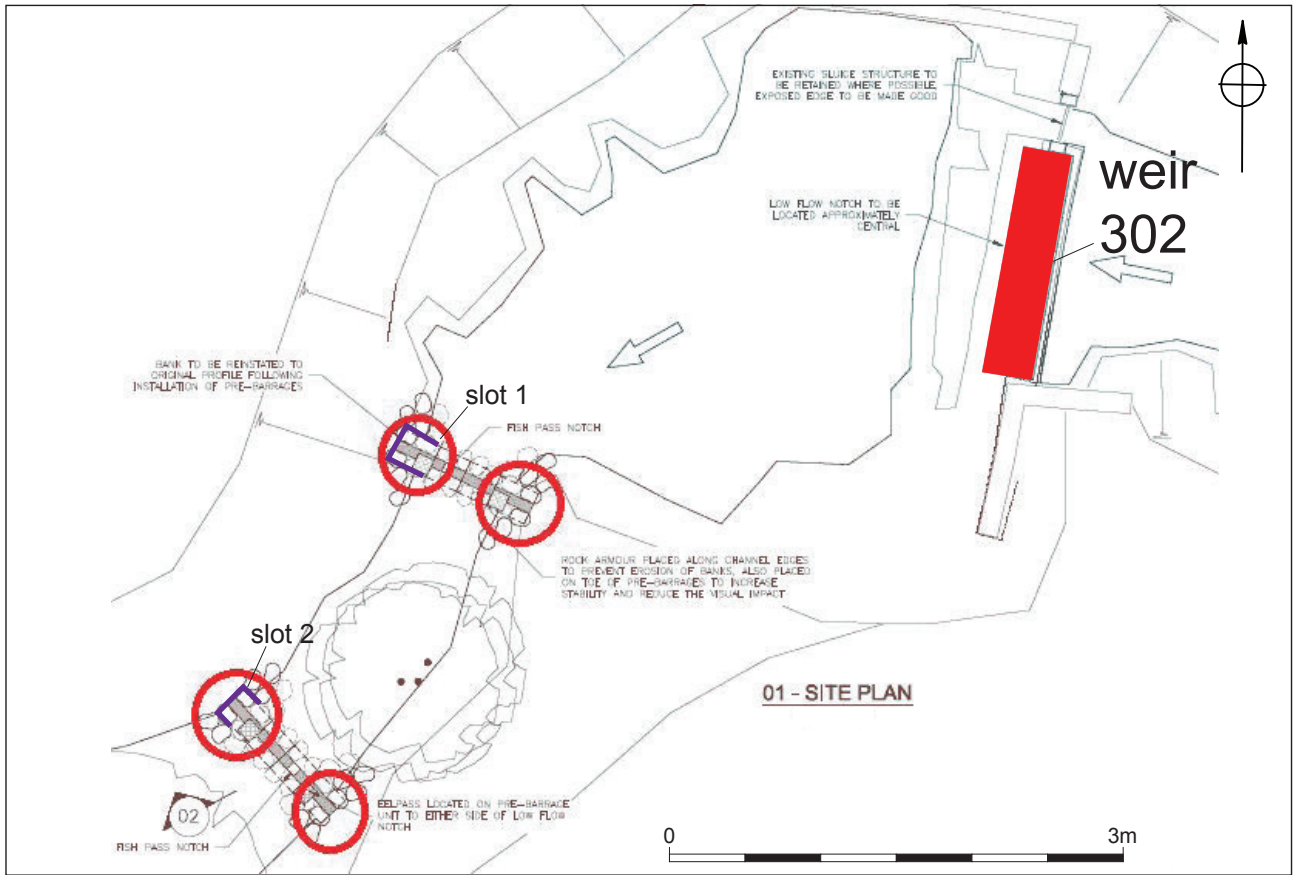 EXISTING SLUICE STRUCTURE TO
BE RETAINED WHERE POSSIBLE
EXPOSED EDGE TO BE MADE GOOD
weir
302
LOW FLOW NOTCH TO BE
LOCATED APPROXIMATELY
CENTRAL
BANK TO BE REINSTATED TO
ORIGINAL PROFILE FOLLOWING
INSTALLATION OF PRE-BARRAGES
slot 1
FISH PASS NOTCH
ROCK ARMOUR PLACED ALONG CHANNEL EDGES
TO PREVENT EROSION OF BANKS, ALSO PLACED
ON TOE OF PRE-BARRAGES TO INCREASE
STABILITY AND REDUCE THE VISUAL IMPACT
slot 2
01 - SITE PLAN
EELPASS LOCATED ON PRE-BARRAGE
UNIT TO EITHER SIDE OF LOW FLOW
NOTCH
02
FISH PASS NOTCH
0 3m